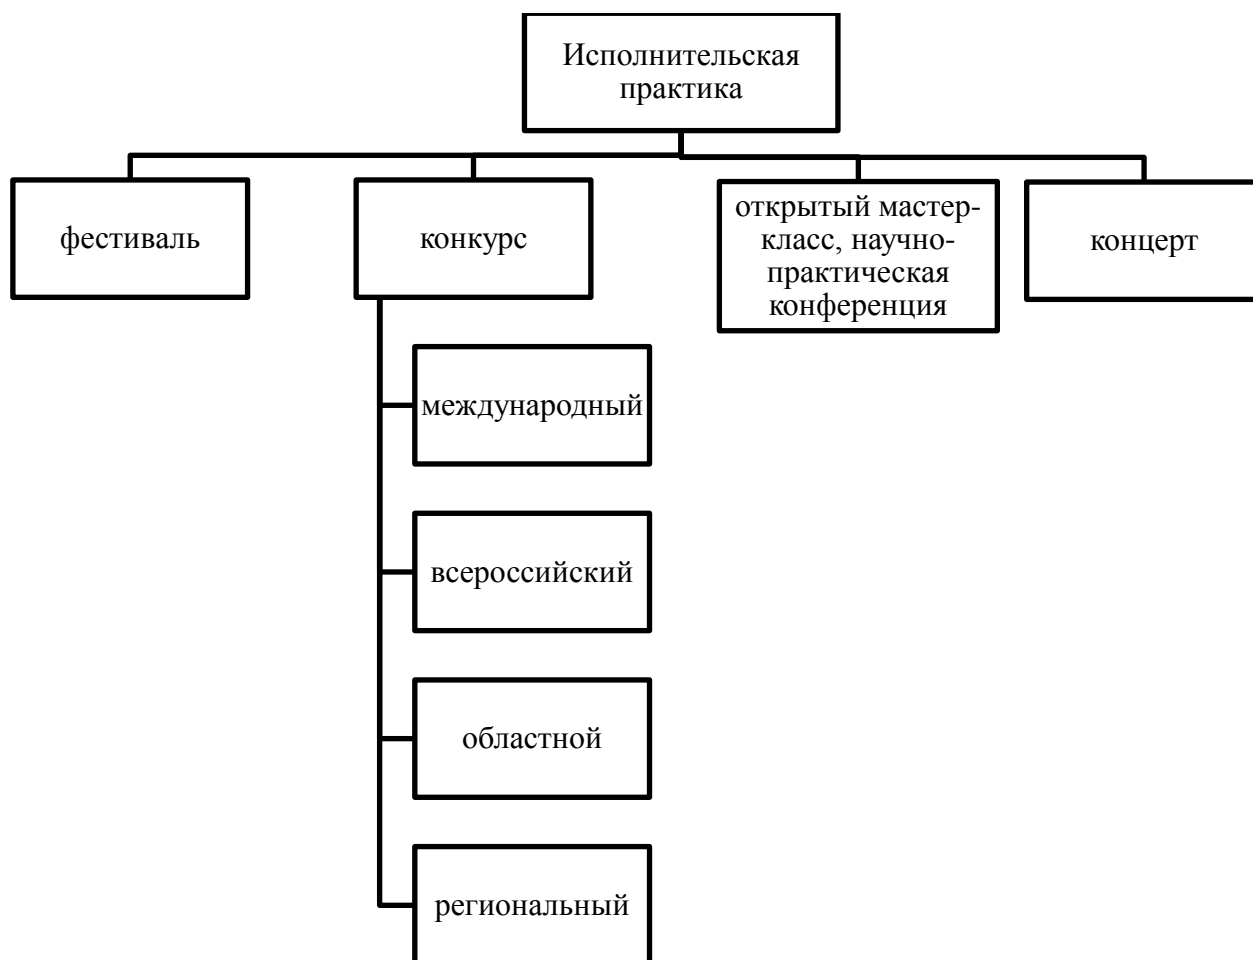 Исполнительская
практика
фестиваль
конкурс
открытый мастер-
класс, научно-
практическая
конференция
концерт
международный
всероссийский
областной
региональный